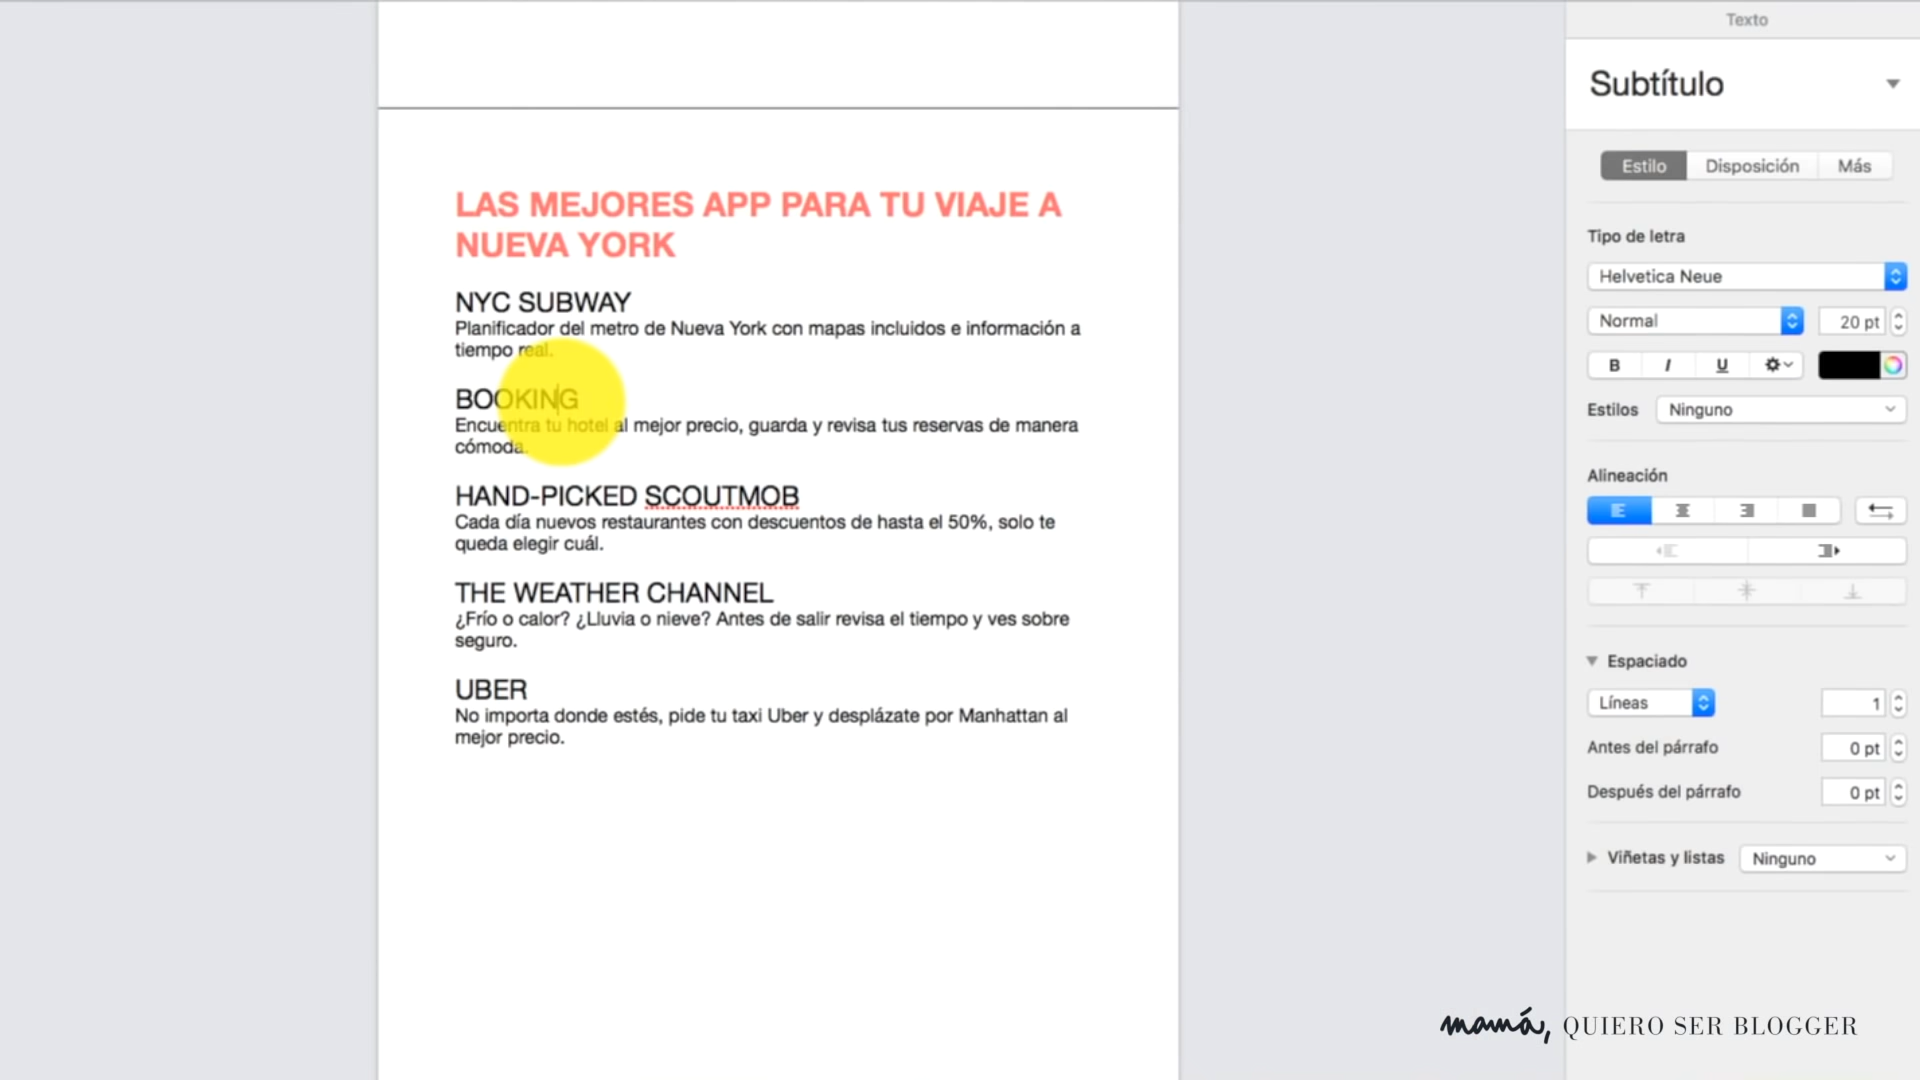 Texto
Subtítulo
Estilo Disposición Más
LAS MEJORES APP PARA TU VIAJE A
NUEVA YORK
Tipo de letra
Helvetica Neue
NYC SUBWAY
Planificador del metro de Nueva York con mapas incluidos e información a
tiempo real.
Normal 20 pt
B I U
BOOKING
Encuentra tu hotel al mejor precio, guarda y revisa tus reservas de manera
cómoda.
Estilos Ninguno
Alineación
HAND-PICKED SCOUTMOB
Cada día nuevos restaurantes con descuentos de hasta el 50%, solo te
queda elegir cuál.
THE WEATHER CHANNEL
¿Frío o calor? ¿Lluvia o nieve? Antes de salir revisa el tiempo y ves sobre
seguro.
UBER
No importa donde estés, pide tu taxi Uber y desplázate por Manhattan al
mejor precio.
Espaciado
Líneas 1
Antes del párrafo 0 pt
Después del párrafo 0 pt
Viñetas y listas Ninguno
mamá, QUIERO SER BLOGGER